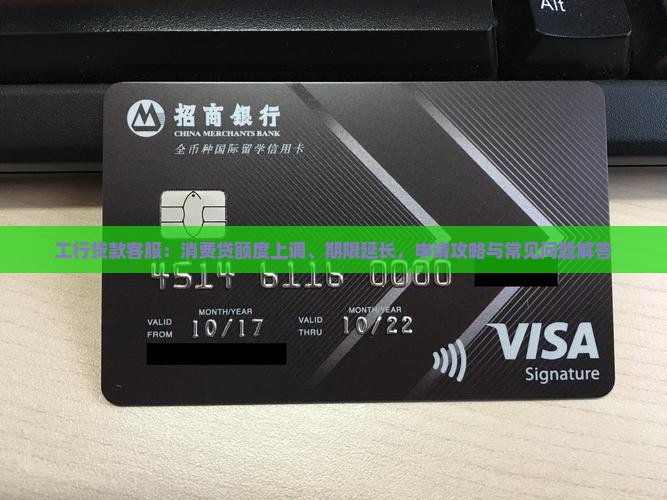 Alt
招商銀行
CHINA MERCHANTS BANK
全币种国际留学信用卡
工行贷款客服：消费贷额度上调、期限延长，申请攻略与常见问题解答
4514 6116 0000
MONTH/YEAR MONTH/YEAR
VALID FROM 10/17 VALID THRU 10/22
VISA
Signature